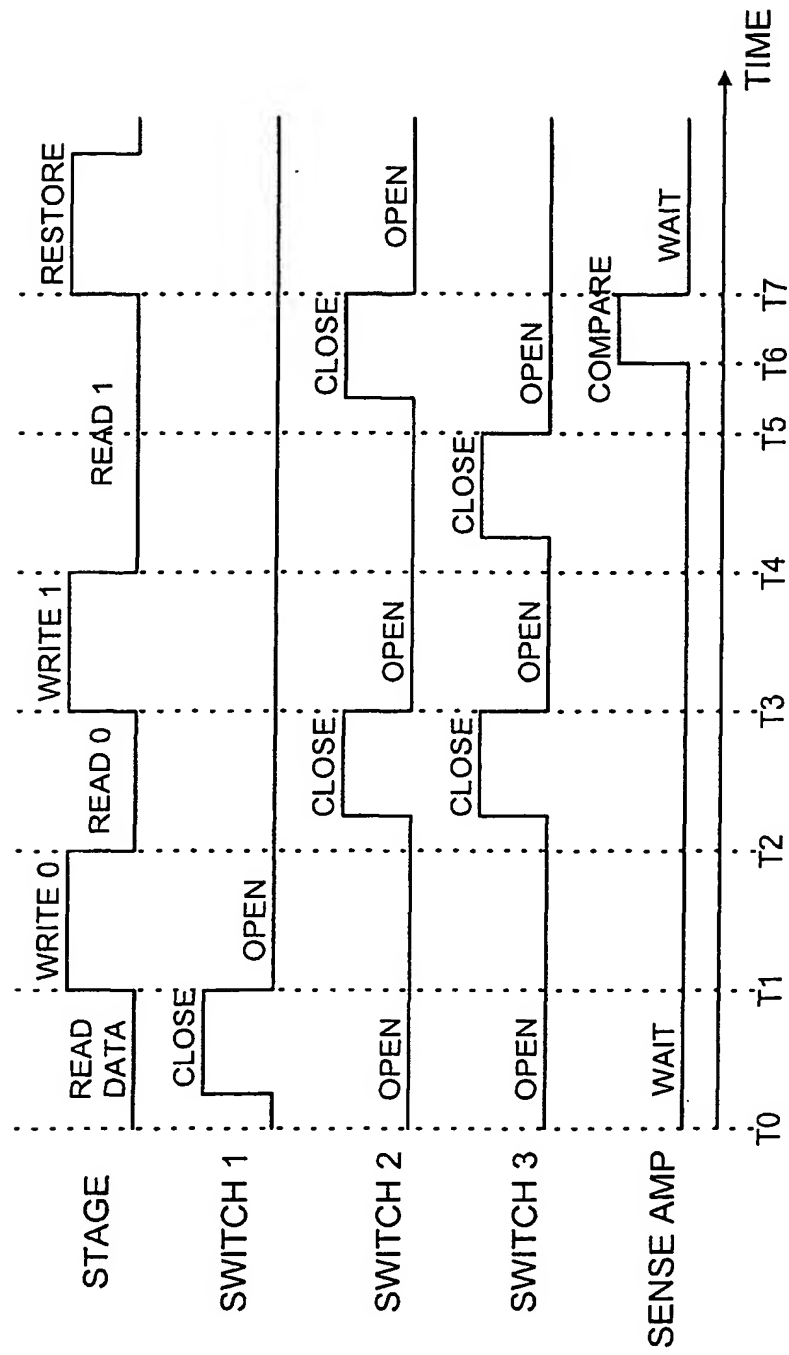 STAGE
READ
DATA
WRITE 0
READ 0
WRITE 1
READ 1
RESTORE
SWITCH 1
CLOSE
OPEN
SWITCH 2
OPEN
CLOSE
OPEN
CLOSE
OPEN
SWITCH 3
OPEN
CLOSE
OPEN
CLOSE
OPEN
SENSE AMP
WAIT
COMPARE
WAIT
T0
T1
T2
T3
T4
T5
T6
T7
TIME